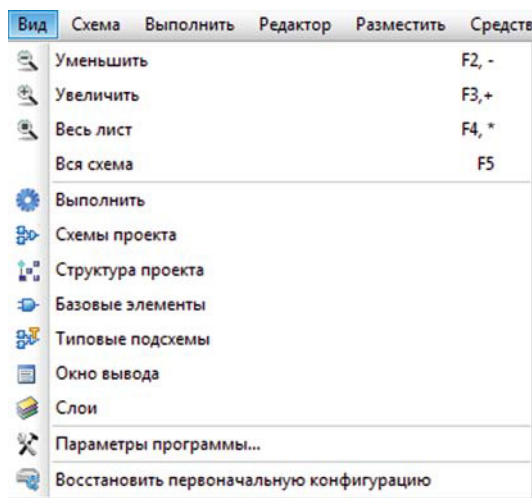 Вид Схема Выполнить Редактор Разместить Средств
Уменьшить F2, -
Увеличить F3,+
Весь лист F4, *
Вся схема F5
Выполнить
Схемы проекта
Структура проекта
Базовые элементы
Типовые подсхемы
Окно вывода
Слои
Параметры программы...
Восстановить первоначальную конфигурацию